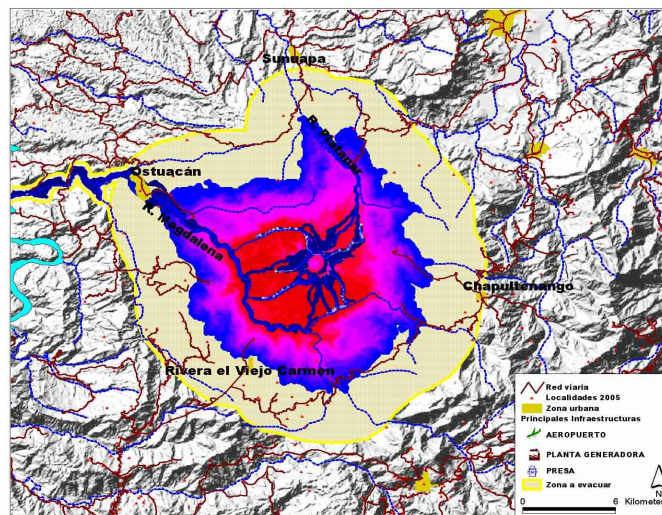 Sunuapa
R. Platanar
Ostuacán
R. Magdalena
Chapultenango
Rivera el Viejo Carmen
Red viaria
Localidades 2005
Zona urbana
Principales Infraestructuras
AEROPUERTO
PLANTA GENERADORA
PRESA
Zona a evacuar
0 6
Kilometer
N